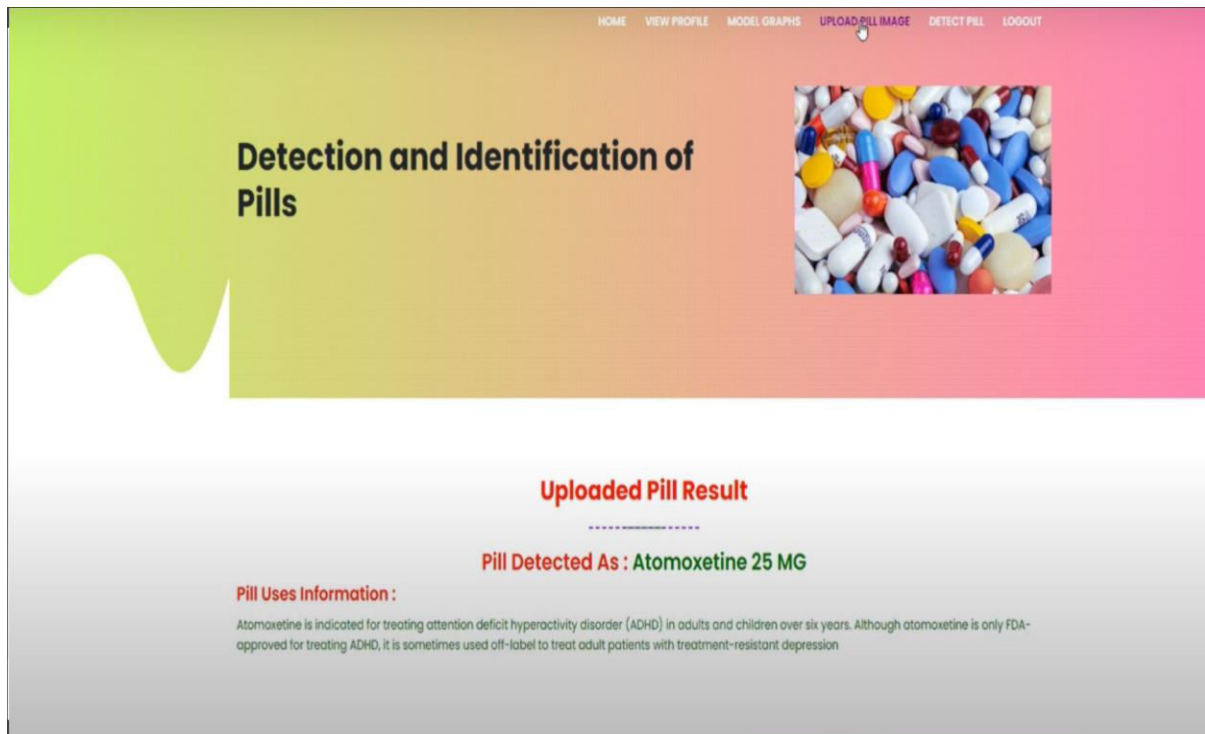 HOME VIEW PROFILE MODEL GRAPHS UPLOAD PILL IMAGE DETECT PILL LOGOUT
Detection and Identification of
Pills
Uploaded Pill Result
Pill Detected As : Atomoxetine 25 MG
Pill Uses Information :
Atomoxetine is indicated for treating attention deficit hyperactivity disorder (ADHD) in adults and children over six years. Although atomoxetine is only FDA-
approved for treating ADHD, it is sometimes used off-label to treat adult patients with treatment-resistant depression